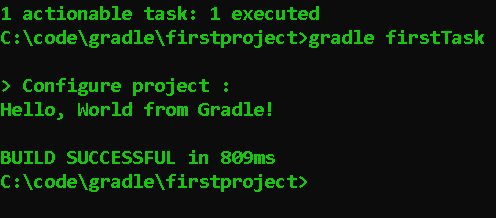 1 actionable task: 1 executed
C:\code\gradle\firstproject>gradle firstTask
> Configure project :
Hello, World from Gradle!
BUILD SUCCESSFUL in 809ms
C:\code\gradle\firstproject>